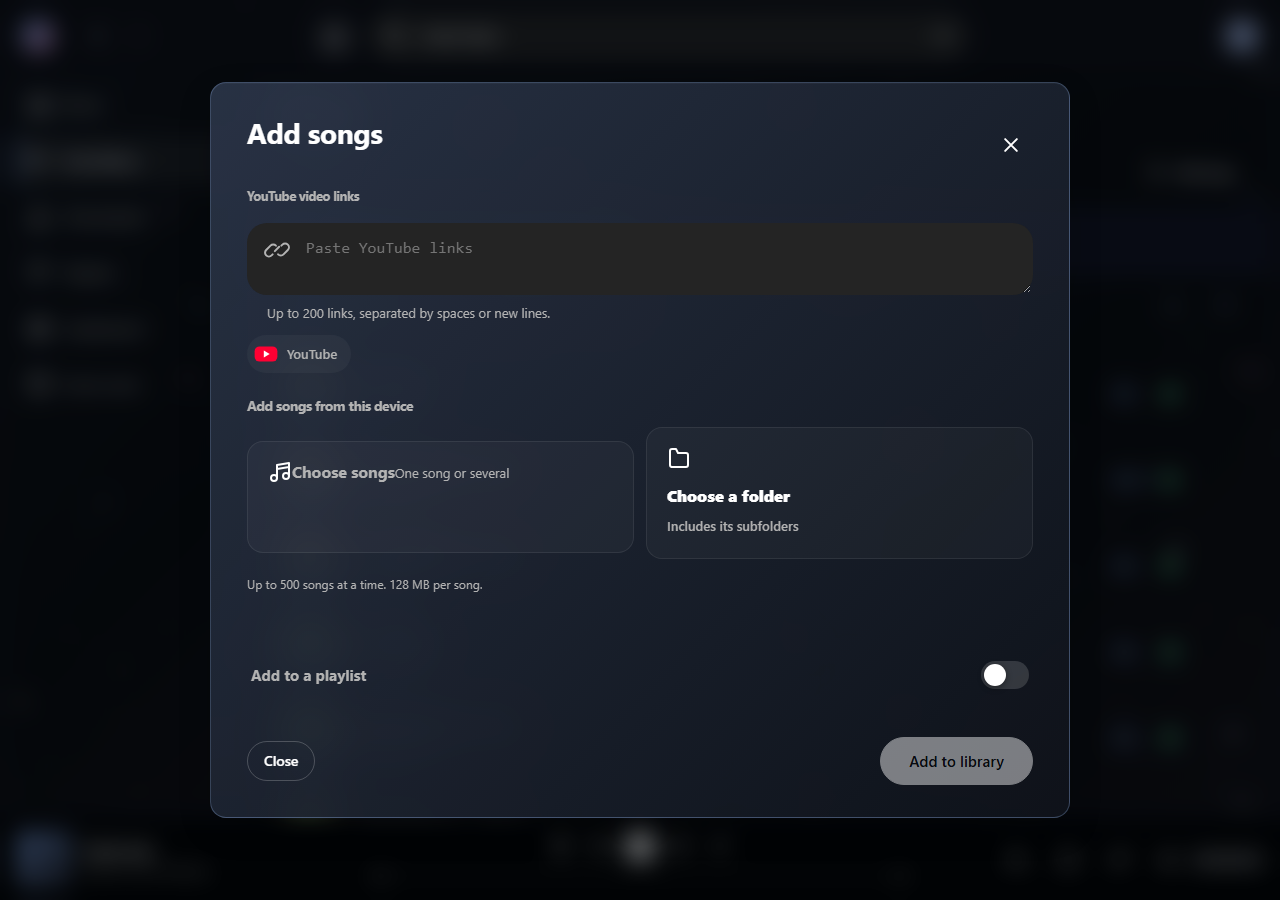 Add songs
YouTube video links
Paste YouTube links
Up to 200 links, separated by spaces or new lines.
YouTube
Add songs from this device
Choose songsOne song or several
Choose a folder
Includes its subfolders
Up to 500 songs at a time. 128 MB per song.
Add to a playlist
Close
Add to library